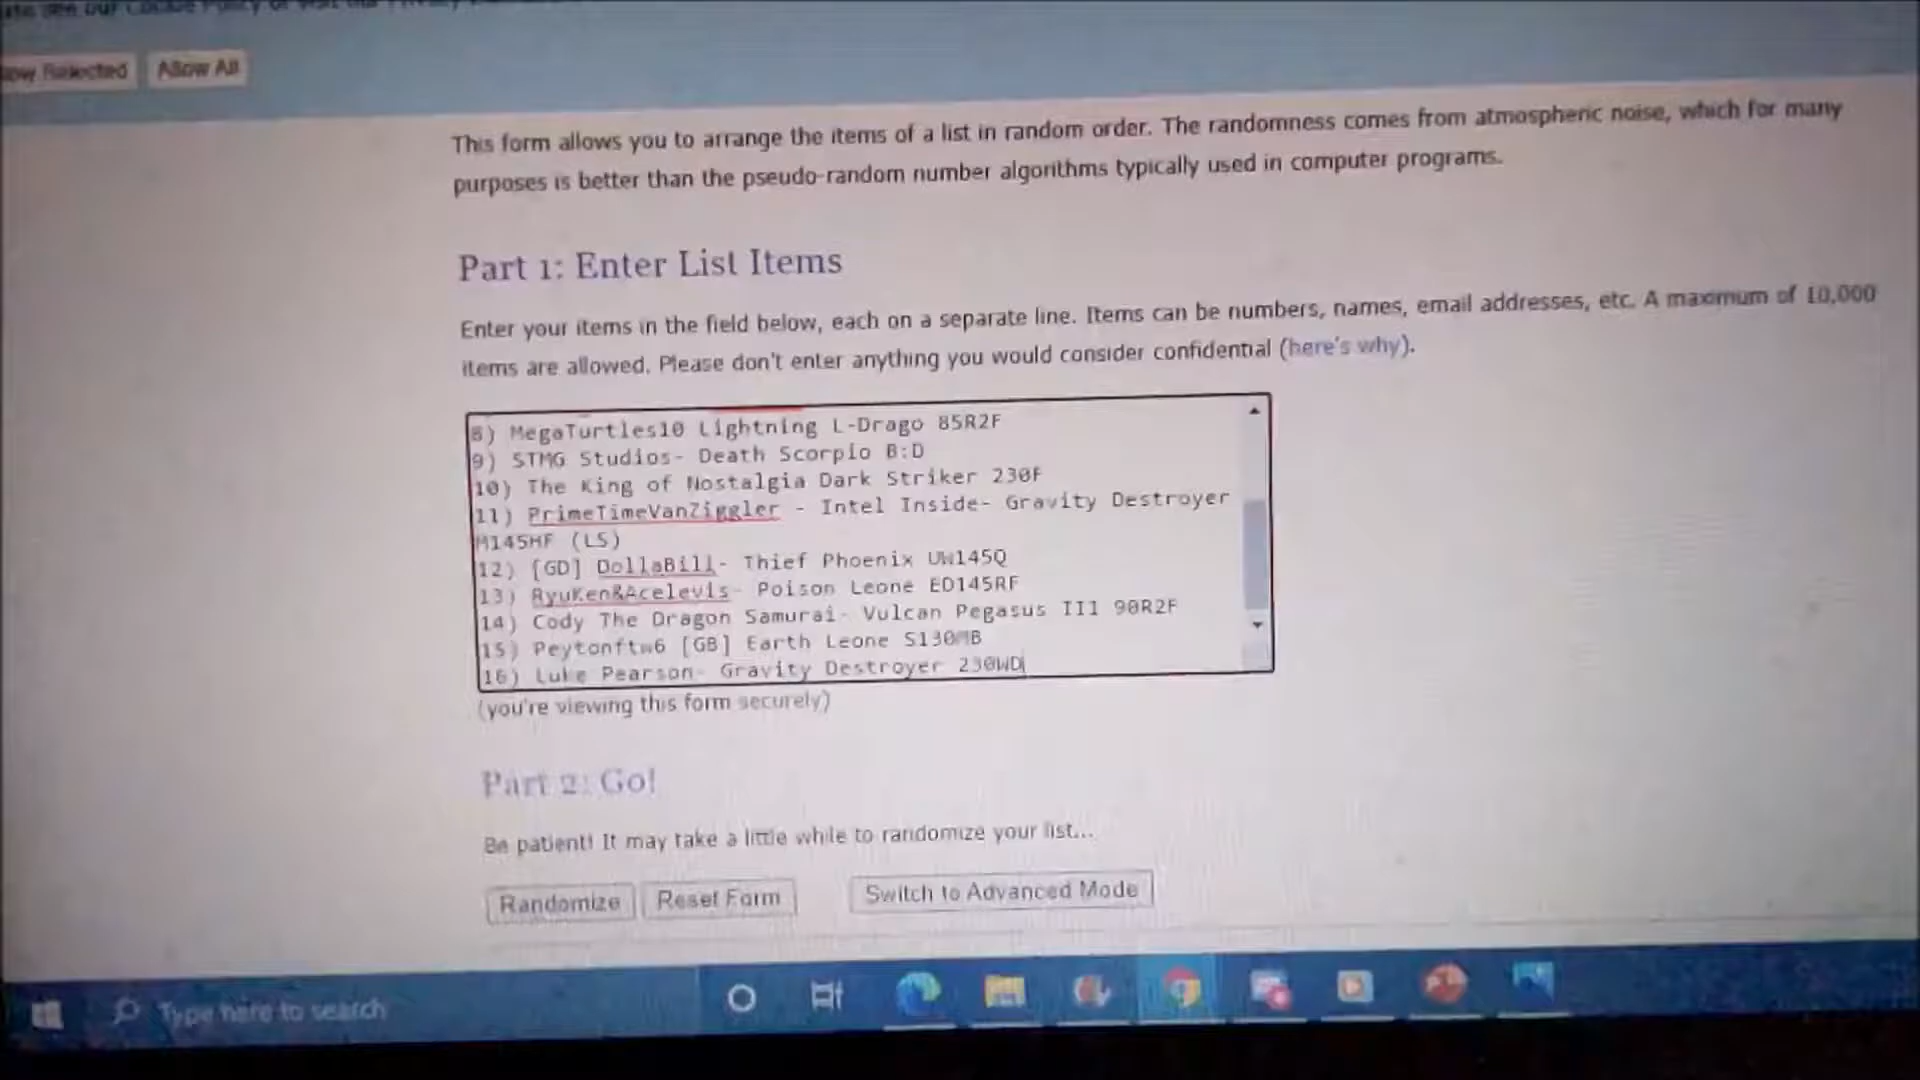 Allow All
This form allows you to arrange the items of a list in random order. The randomness comes from atmospheric noise, which for many
purposes is better than the pseudo-random number algorithms typically used in computer programs.
Part 1: Enter List Items
Enter your items in the field below, each on a separate line. Items can be numbers, names, email addresses, etc. A maximum of 10,000
items are allowed. Please don't enter anything you would consider confidential (here's why).
8) MegaTurtles10 Lightning L-Drago 85R2F
9) STMG Studios- Death Scorpio B:D
10) The King of Nostalgia Dark Striker 230F
11) PrimeTimeVanZiggler - Intel Inside- Gravity Destroyer
M145HF (LS)
12) [GD] DollaBill- Thief Phoenix UW145Q
13) RyuKen&Acelevis- Poison Leone ED145RF
14) Cody The Dragon Samurai- Vulcan Pegasus III 90R2F
15) Peytonftw6 [GB] Earth Leone S130MB
16) Luke Pearson- Gravity Destroyer 230WD
(you're viewing this form securely)
Part 2: Go!
Be patient! It may take a little while to randomize your list...
Randomize Reset Form Switch to Advanced Mode
Type here to search